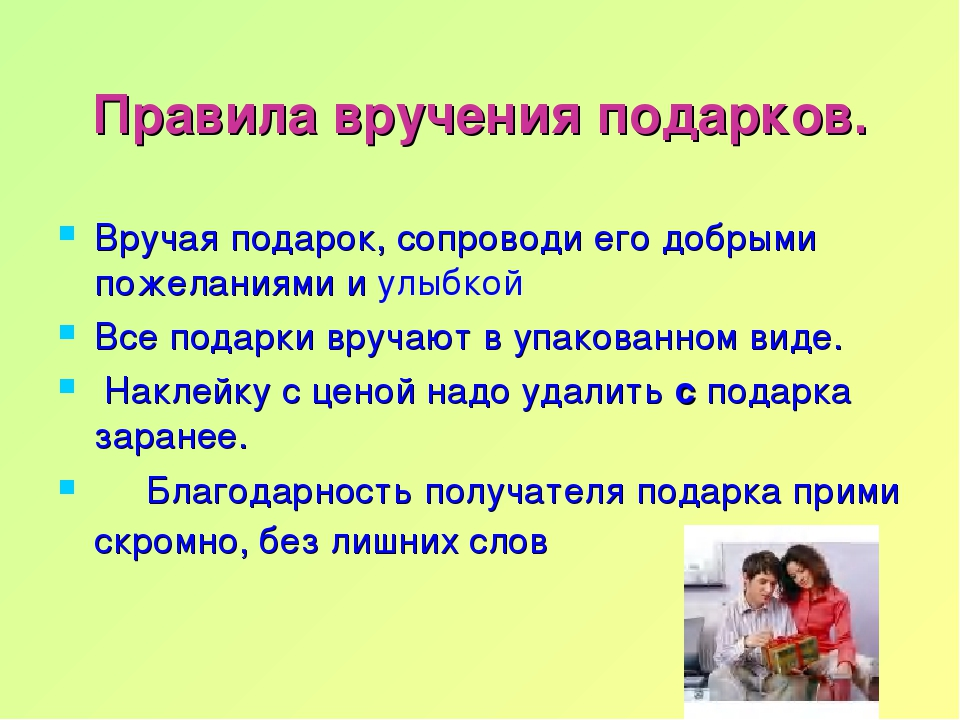 Правила вручения подарков.
Вручая подарок, сопроводи его добрыми
пожеланиями и улыбкой
Все подарки вручают в упакованном виде.
Наклейку с ценой надо удалить с подарка
заранее.
Благодарность получателя подарка прими
скромно, без лишних слов